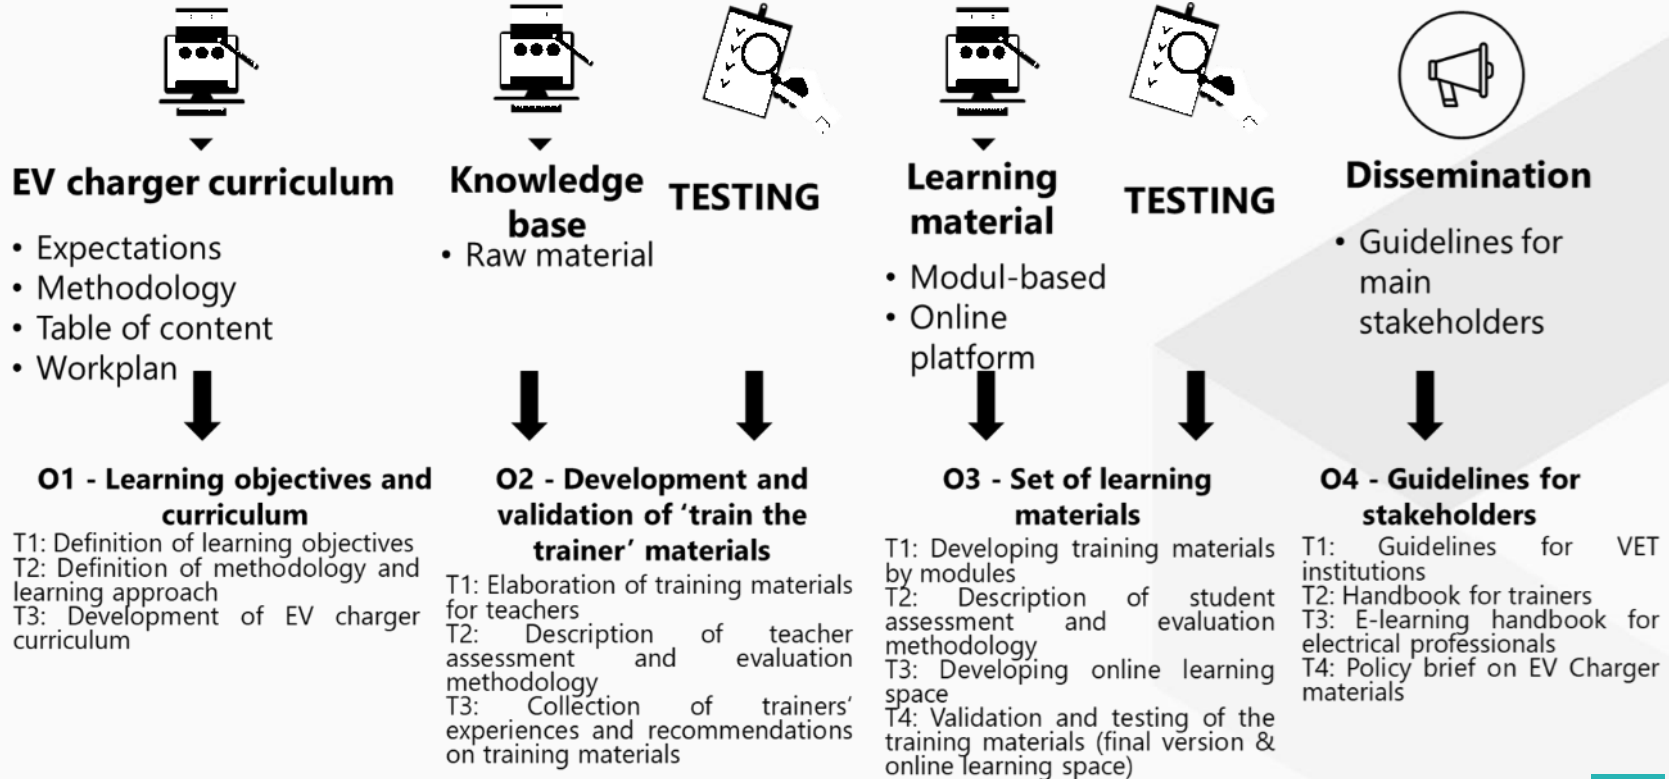 EV charger curriculum
• Expectations
• Methodology
• Table of content
• Workplan
Knowledge
base
• Raw material
TESTING
Learning
material
• Modul-based
• Online
platform
TESTING
Dissemination
• Guidelines for
main
stakeholders
O1 - Learning objectives and
curriculum
T1: Definition of learning objectives
T2: Definition of methodology and
learning approach
T3: Development of EV charger
curriculum
O2 - Development and
validation of ‘train the
trainer’ materials
T1: Elaboration of training materials
for teachers
T2: Description of teacher
assessment and evaluation
methodology
T3: Collection of trainers’
experiences and recommendations
on training materials
O3 - Set of learning
materials
T1: Developing training materials
by modules
T2: Description of student
assessment and evaluation
methodology
T3: Developing online learning
space
T4: Validation and testing of the
training materials (final version &
online learning space)
O4 - Guidelines for
stakeholders
T1: Guidelines for VET
institutions
T2: Handbook for trainers
T3: E-learning handbook for
electrical professionals
T4: Policy brief on EV Charger
materials